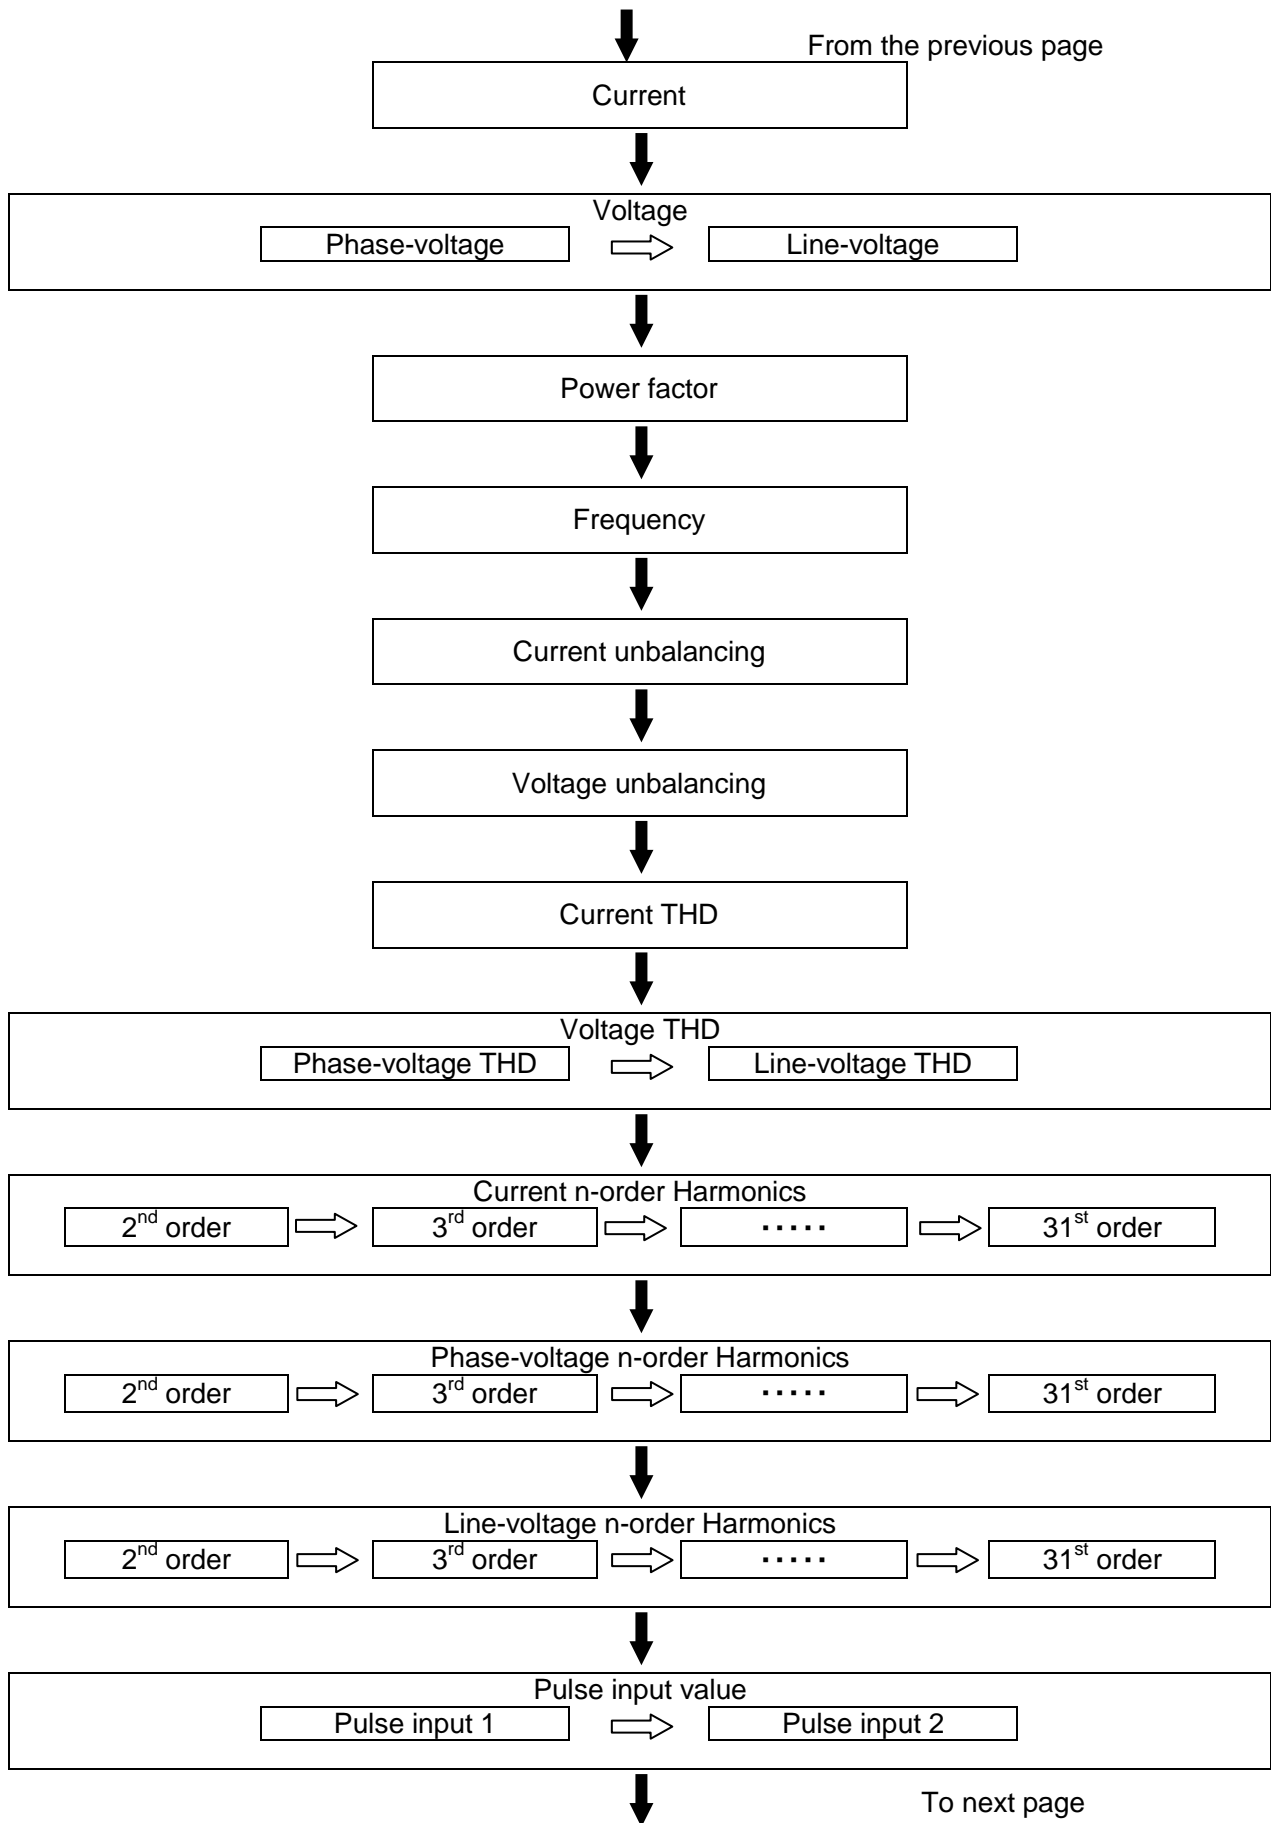 From the previous page
Current
Voltage
Phase-voltage Line-voltage
Power factor
Frequency
Current unbalancing
Voltage unbalancing
Current THD
Voltage THD
Phase-voltage THD Line-voltage THD
Current n-order Harmonics
2nd order 3rd order ····· 31st order
Phase-voltage n-order Harmonics
2nd order 3rd order ····· 31st order
Line-voltage n-order Harmonics
2nd order 3rd order ····· 31st order
Pulse input value
Pulse input 1 Pulse input 2
To next page